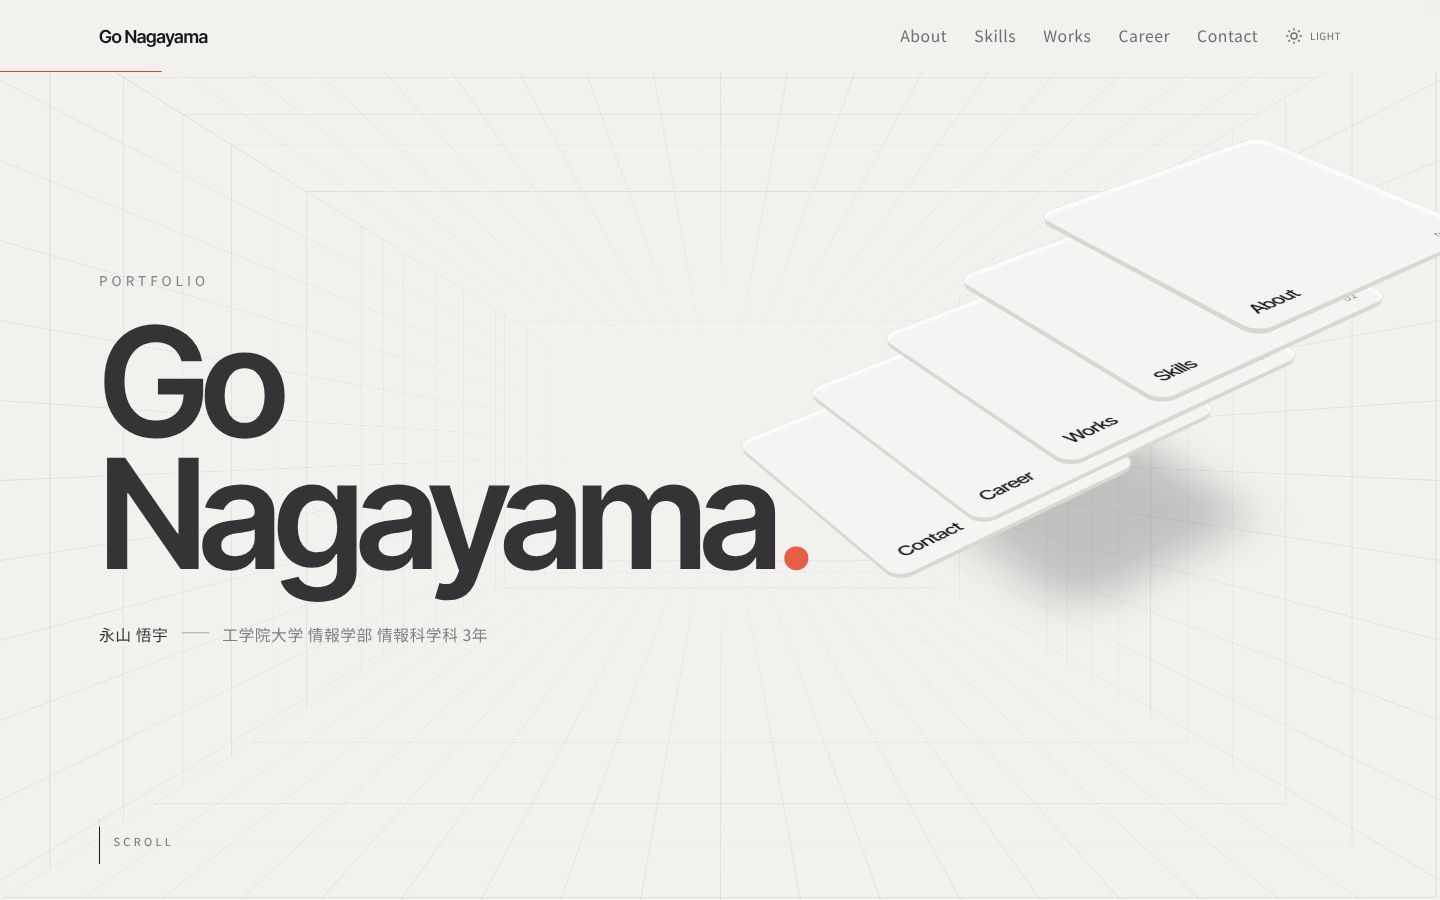 Go Nagayama
About
Skills
Works
Career
Contact
LIGHT
PORTFOLIO
Go
Nagayama.
永山 悟宇 — 工学院大学 情報学部 情報科学科 3年
About
Skills
Works
Career
Contact
SCROLL